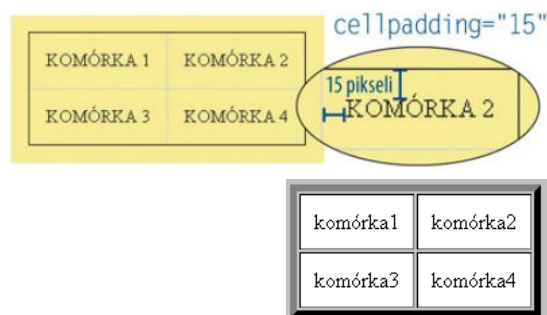 cellpadding="15"
KOMÓRKA 1 KOMÓRKA 2
KOMÓRKA 3 KOMÓRKA 4
15 pikseli
KOMÓRKA 2
komórka1 komórka2
komórka3 komórka4